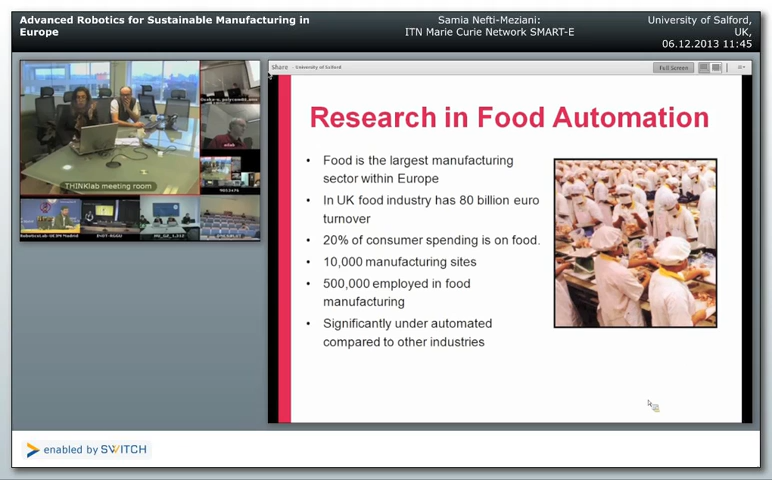 Advanced Robotics for Sustainable Manufacturing in
Europe
Samia Nefti-Meziani:
ITN Marie Curie Network SMART-E
University of Salford,
UK,
06.12.2013 11:45
THINKlab meeting room
Share
University of Salford
Full Screen
Research in Food Automation
• Food is the largest manufacturing
sector within Europe
• In UK food industry has 80 billion euro
turnover
• 20% of consumer spending is on food.
• 10,000 manufacturing sites
• 500,000 employed in food
manufacturing
• Significantly under automated
compared to other industries
enabled by SWITCH